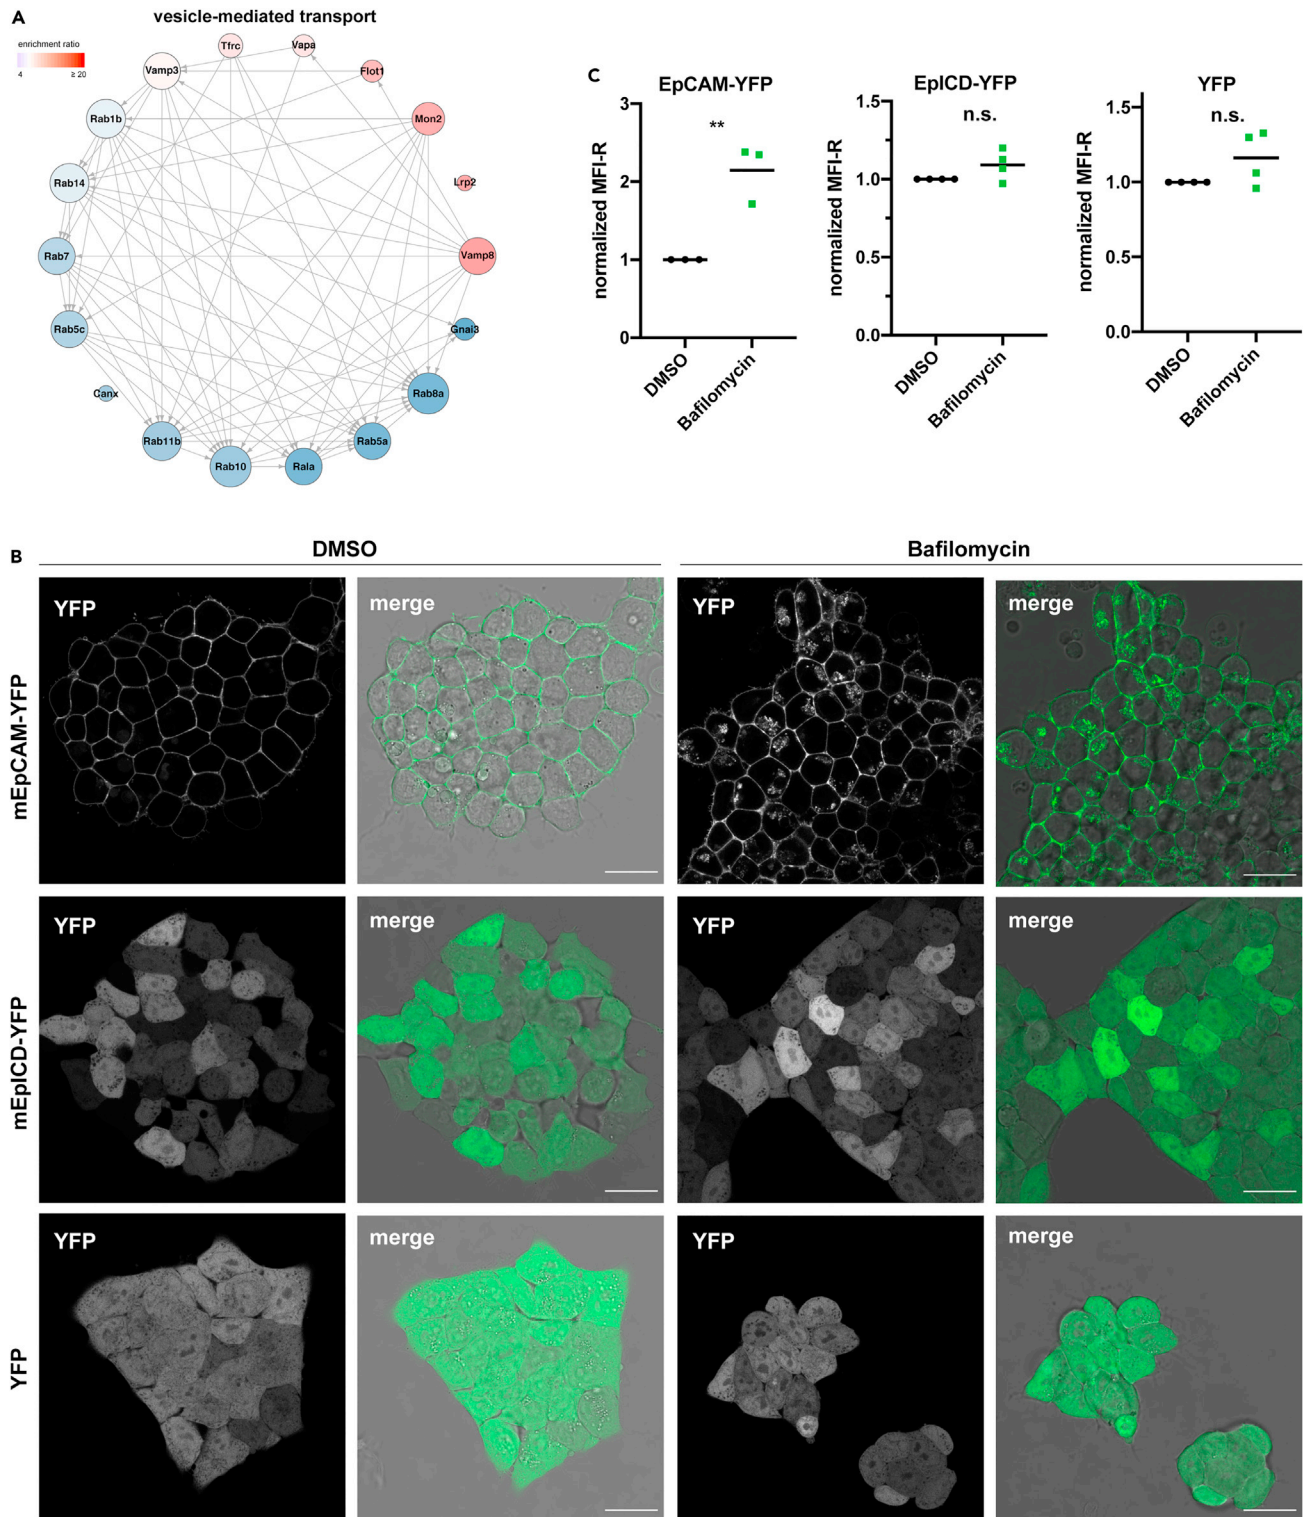 A
vesicle-mediated transport
enrichment ratio
4 ≥ 20
Tfrc
Vapa
Flot1
Vamp3
Mon2
Rab1b
Lrp2
Rab14
Vamp8
Rab7
Gnai3
Rab5c
Rab8a
Canx
Rab5a
Rab11b
Rala
Rab10
C
EpCAM-YFP
normalized MFI-R
3
2
1
0
**
DMSO
Bafilomycin
EpICD-YFP
normalized MFI-R
1.5
1.0
0.5
0.0
n.s.
DMSO
Bafilomycin
YFP
normalized MFI-R
1.5
1.0
0.5
0.0
n.s.
DMSO
Bafilomycin
B
DMSO
Bafilomycin
mEpCAM-YFP
YFP
merge
YFP
merge
mEpICD-YFP
YFP
merge
YFP
merge
YFP
YFP
merge
YFP
merge